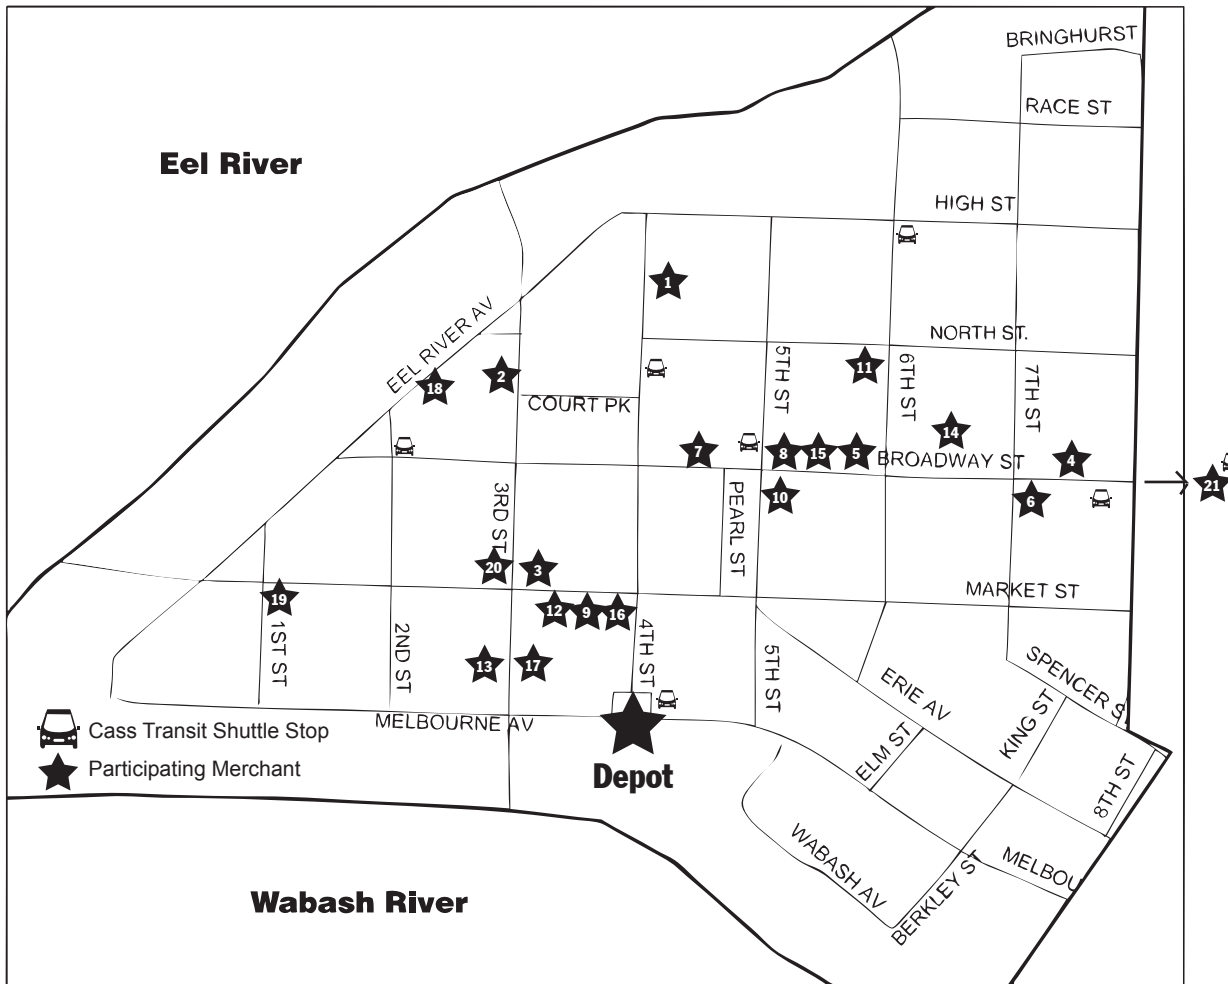 BRINGHURST
RACE ST
Eel River
HIGH ST
1
EEL RIVER AV
NORTH ST.
18
2
COURT PK
5TH ST
11
6TH ST
7TH ST
14
7
8
15
5
BROADWAY ST
4
21
10
6
PEARL ST
3RD ST
20
3
MARKET ST
19
12
9
16
1ST ST
2ND ST
13
17
4TH ST
5TH ST
SPENCER S
ERIE AV
KING ST
MELBOURNE AV
Cass Transit Shuttle Stop
Participating Merchant
Depot
ELM ST
8TH ST
WABASH AV
MELBOU
BERKLEY ST
Wabash River